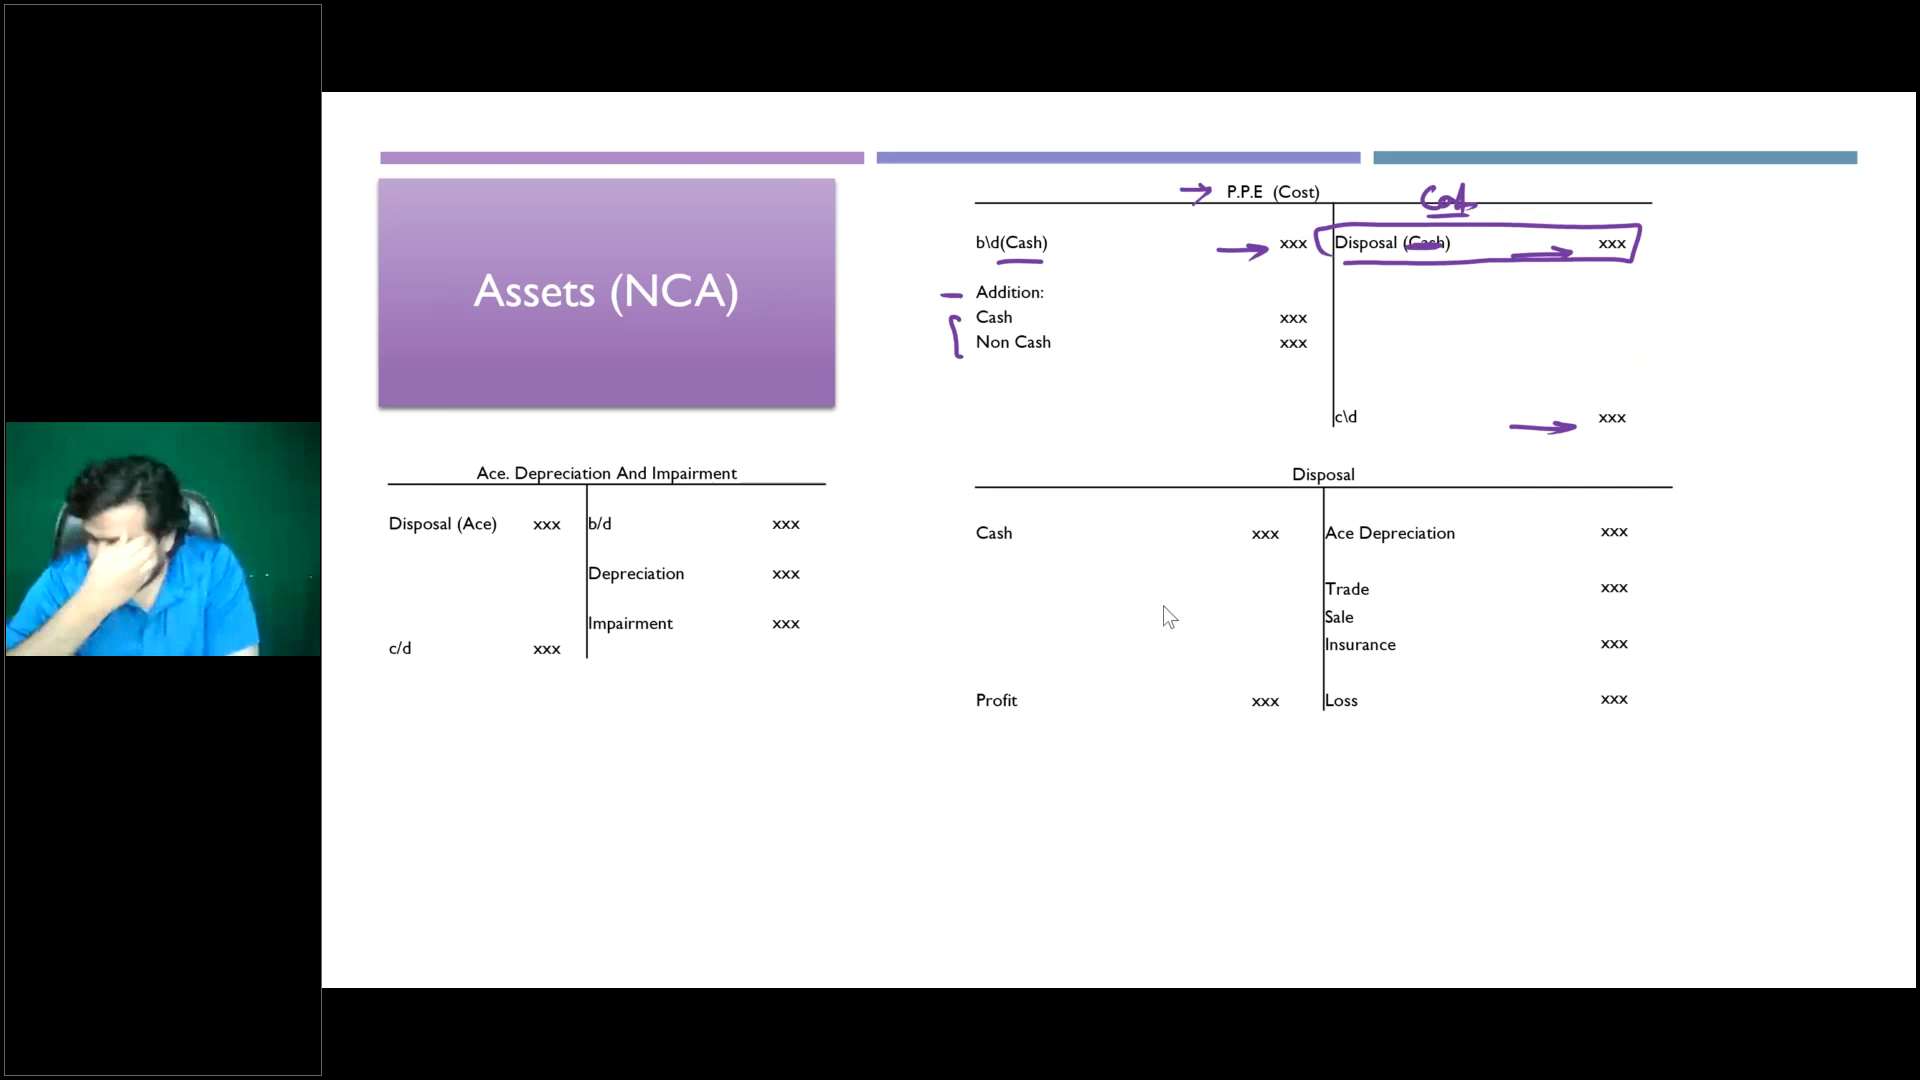 Assets (NCA)
P.P.E (Cost)
Cost
b\d(Cash) xxx Disposal (Cash) xxx
Addition:
Cash xxx
Non Cash xxx
c\d xxx
Ace. Depreciation And Impairment
Disposal (Ace) xxx b/d xxx
Depreciation xxx
Impairment xxx
c/d xxx
Disposal
Cash xxx Ace Depreciation xxx
Trade xxx
Sale
Insurance xxx
Profit xxx Loss xxx